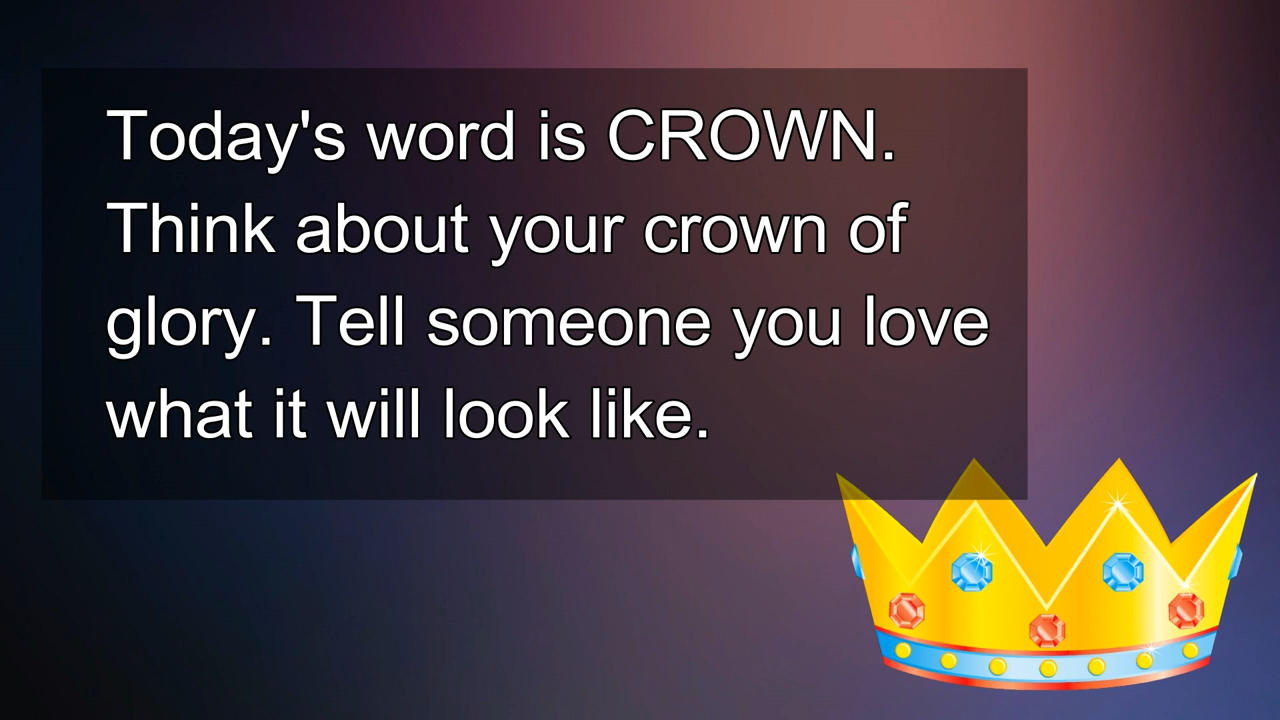 Today's word is CROWN.
Think about your crown of
glory. Tell someone you love
what it will look like.